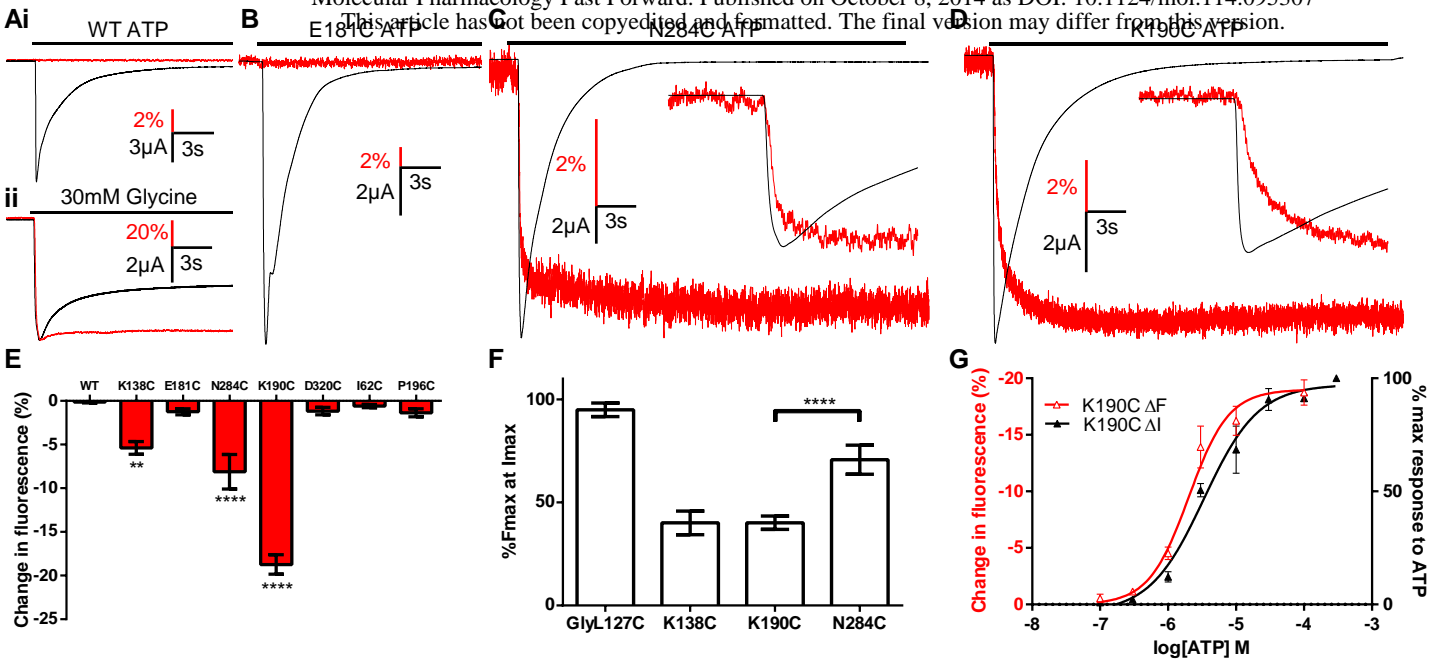 Molecular Pharmacology Fast Forward. Published on October 8, 2014 as DOI: 10.1124/mol.114.095307
This article has not been copyedited and formatted. The final version may differ from this version.
Ai
WT ATP
2%
3µA
3s
ii
30mM Glycine
20%
2µA
3s
B
E181C ATP
2%
2µA
3s
C
N284C ATP
2%
2µA
3s
D
K190C ATP
2%
2µA
3s
E
WT K138C E181C N284C K190C D320C I62C P196C
Change in fluorescence (%)
0
-5
-10
-15
-20
-25
**
****
****
F
%Fmax at Imax
100
50
0
****
GlyL127C K138C K190C N284C
G
Change in fluorescence (%)
-20
-15
-10
-5
0
K190C ΔF
K190C ΔI
100
50
0
% max response to ATP
-8 -7 -6 -5 -4 -3
log[ATP] M